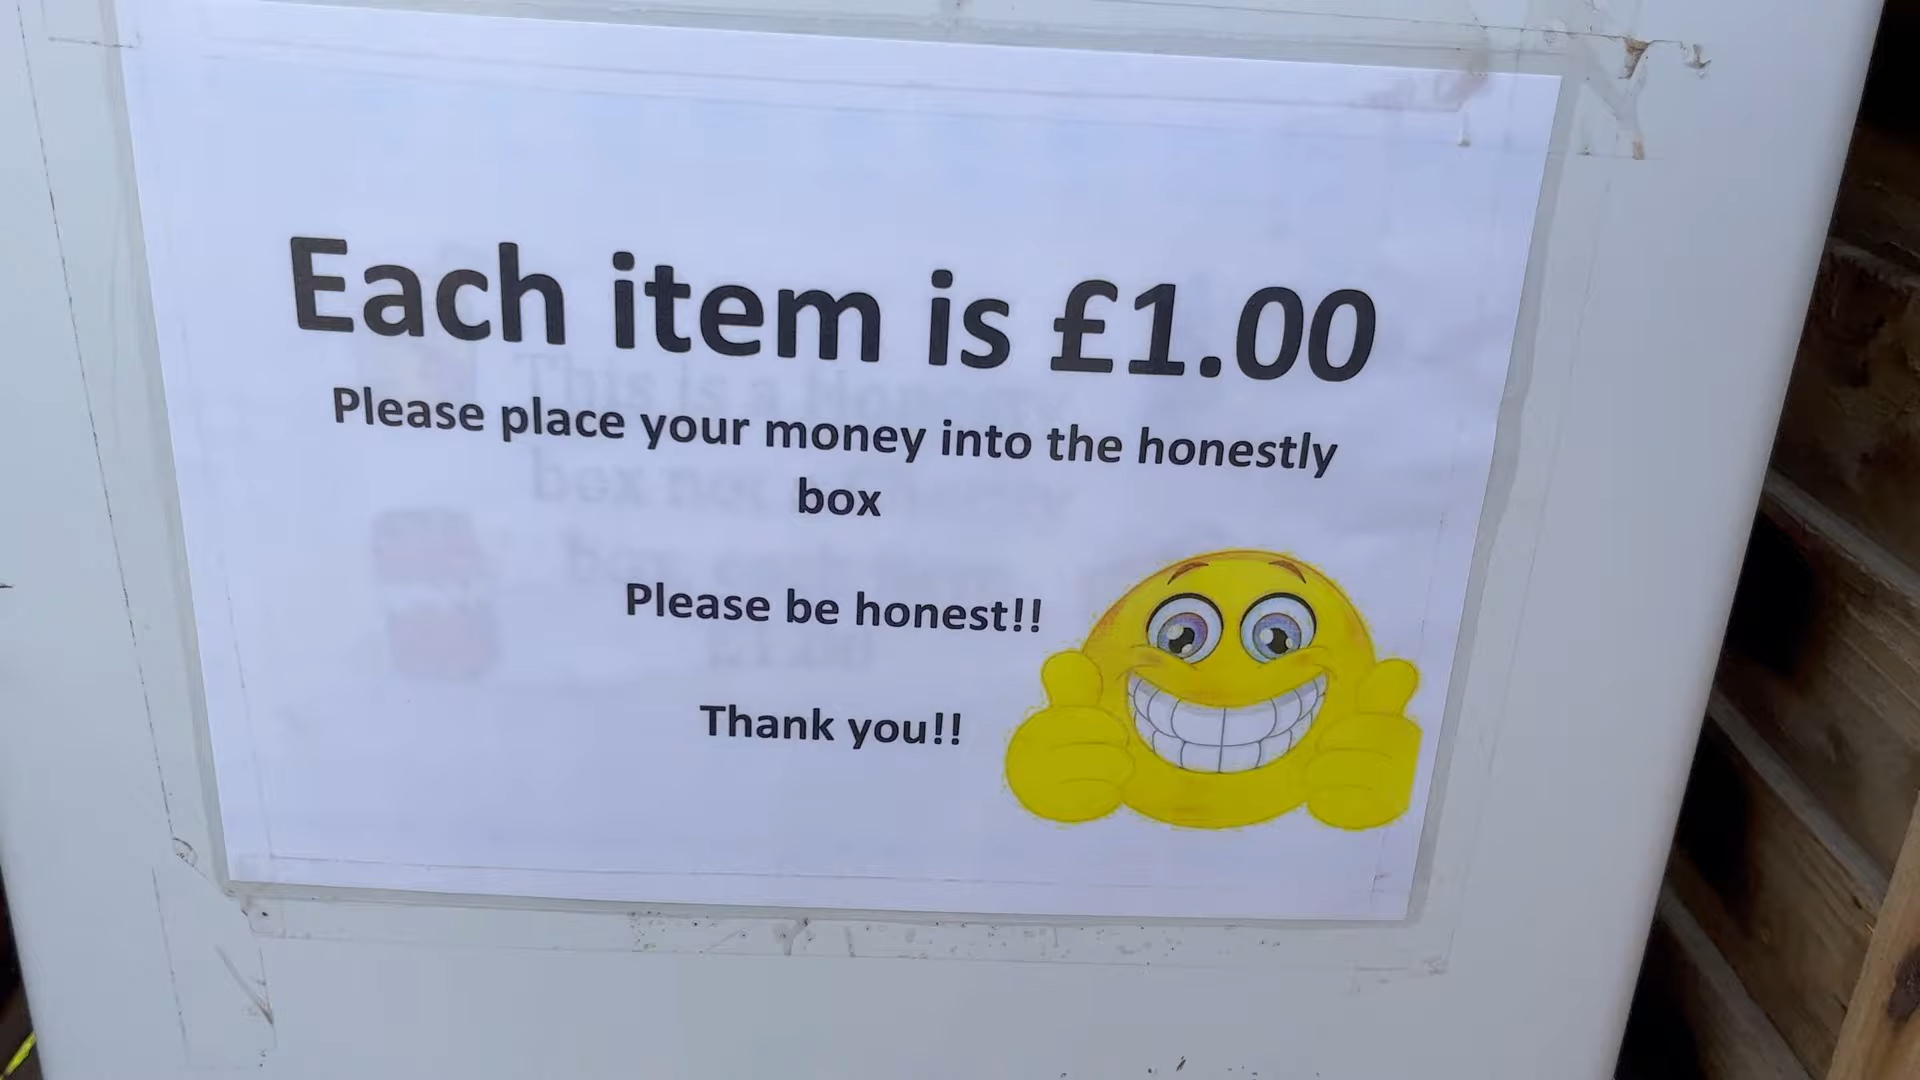 Each item is £1.00
Please place your money into the honestly
box
Please be honest!!
Thank you!!